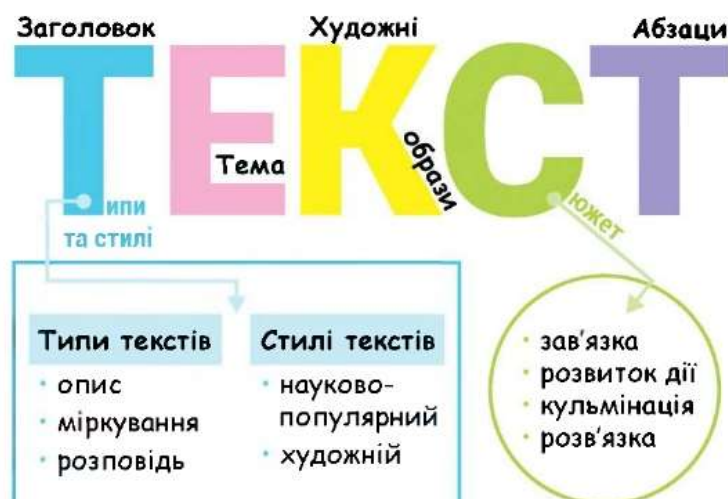 Заголовок Художні Абзаци
ТЕКСТ
Тема образи
ипи
та стилі
южет
Типи текстів
· опис
· міркування
· розповідь
Стилі текстів
· науково-
популярний
· художній
· зав'язка
· розвиток дії
· кульмінація
· розв'язка